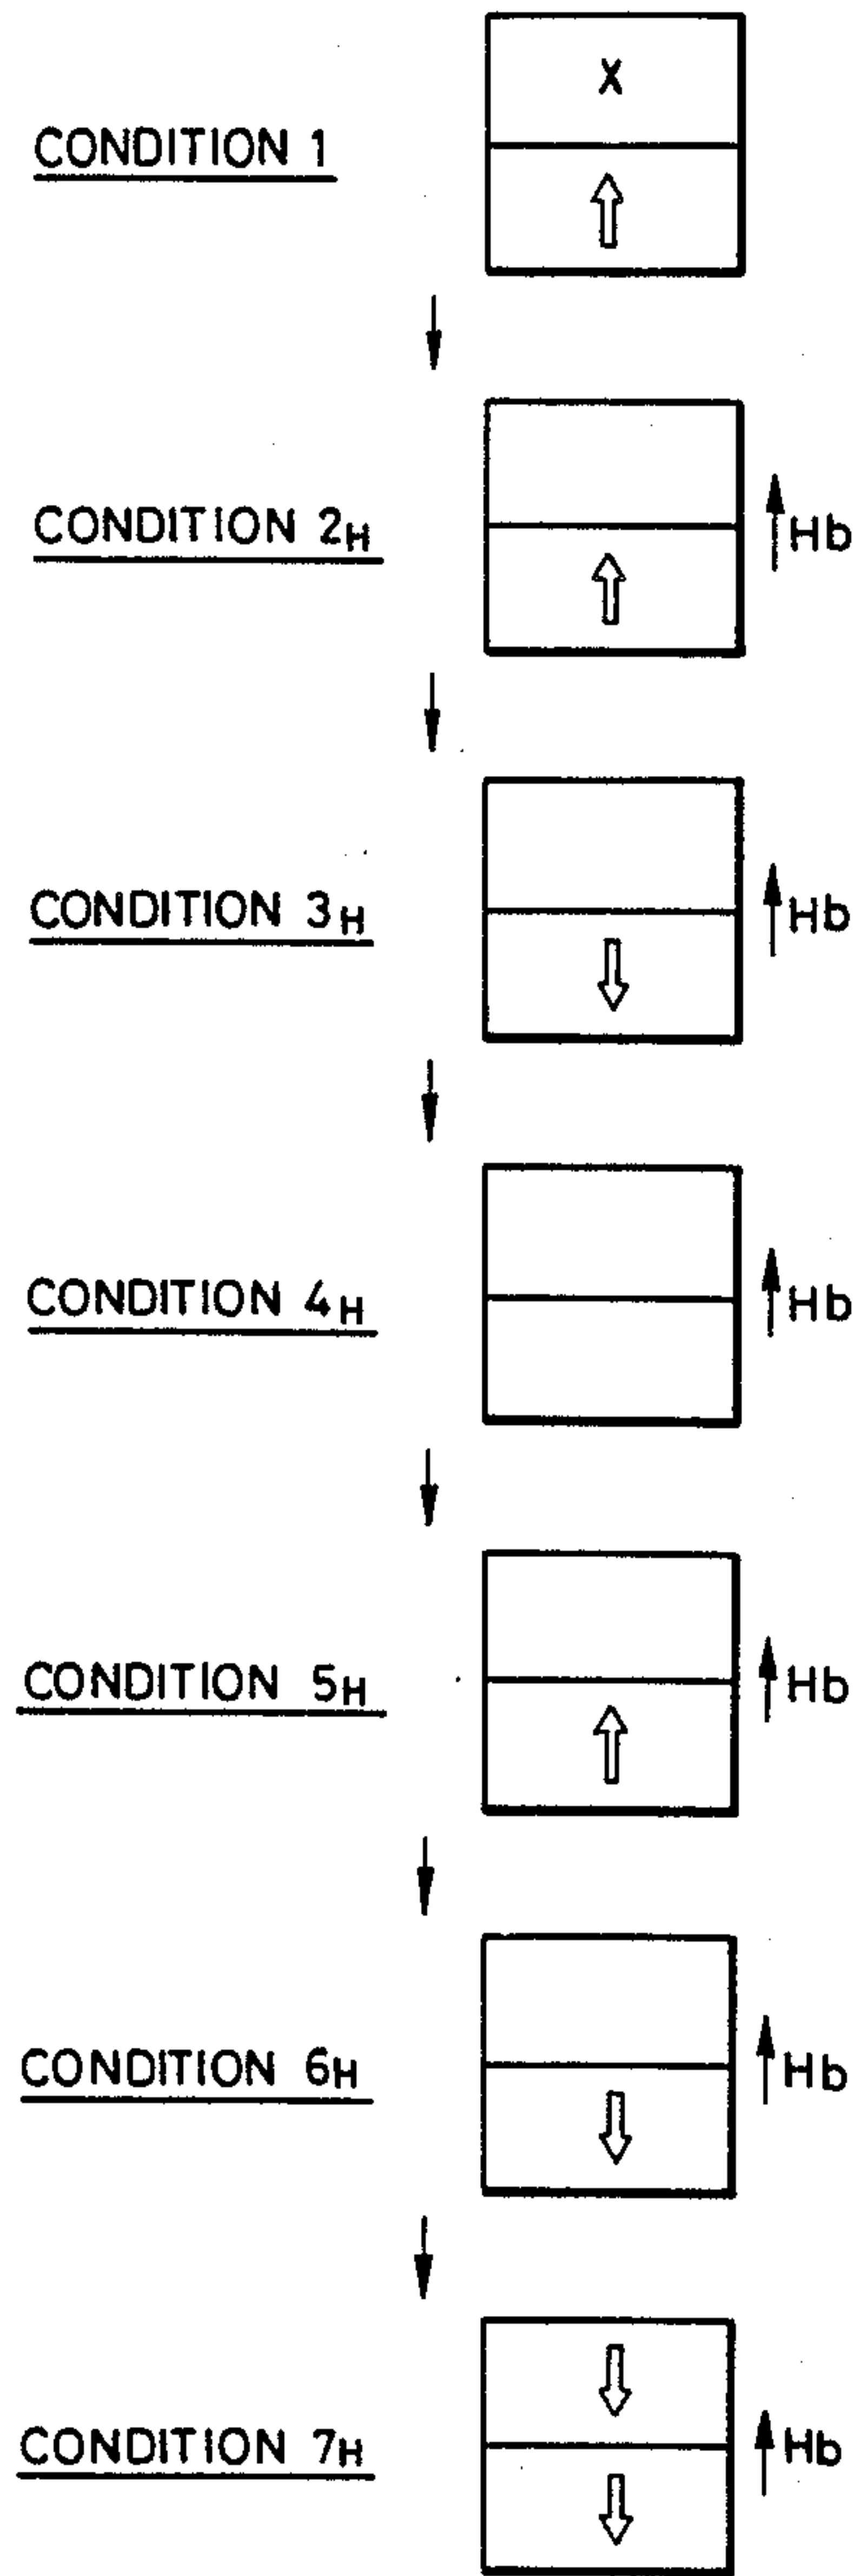 X
CONDITION 1
CONDITION 2H
Hb
CONDITION 3H
Hb
CONDITION 4H
Hb
CONDITION 5H
Hb
CONDITION 6H
Hb
CONDITION 7H
Hb